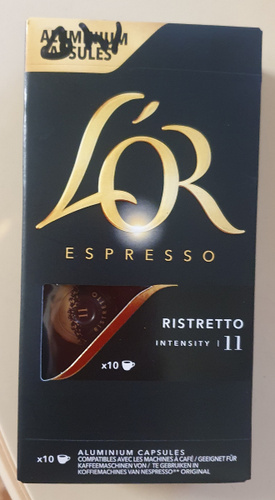 ALUMINIUM
CAPSULES
L'OR
ESPRESSO
RISTRETTO
INTENSITY | 11
11
x10
x10
ALUMINIUM CAPSULES
COMPATIBLES AVEC LES MACHINES À CAFÉ / GEEIGNET FÜR
KAFFEEMASCHINEN VON / TE GEBRUIKEN IN
KOFFIEMACHINES VAN NESPRESSO* ORIGINAL